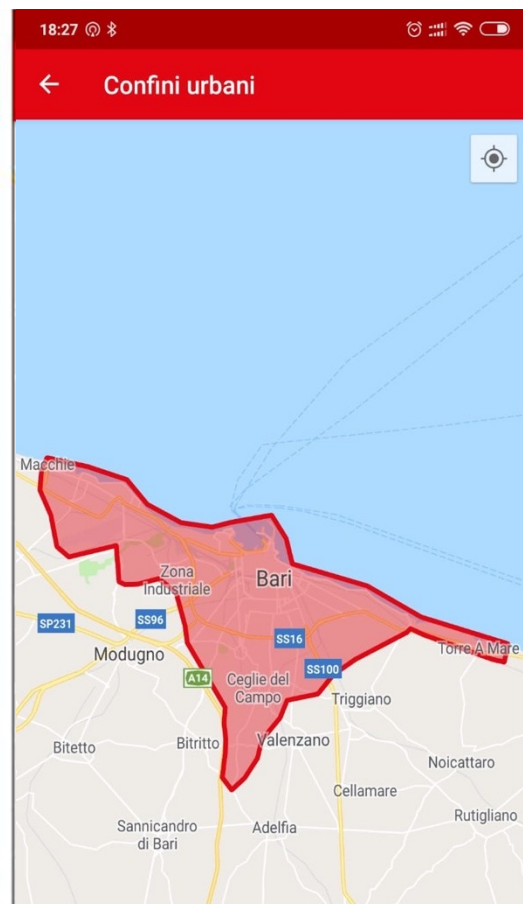 18:27
Confini urbani
Macchie
Zona
Industriale
Bari
SP231
SS96
SS16
Modugno
Torre A Mare
SS100
A14
Ceglie del
Campo
Triggiano
Bitetto
Bitritto
Valenzano
Noicattaro
Cellamare
Rutigliano
Sannicandro
di Bari
Adelfia